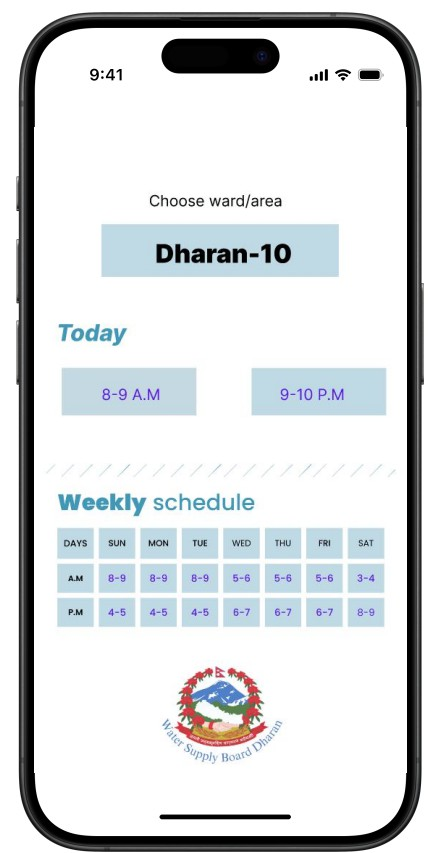 9:41
Choose ward/area
Dharan-10
Today
8-9 A.M 9-10 P.M
Weekly schedule
DAYS SUN MON TUE WED THU FRI SAT
A.M 8-9 8-9 8-9 5-6 5-6 5-6 3-4
P.M 4-5 4-5 4-5 6-7 6-7 6-7 8-9
Water Supply Board Dharan